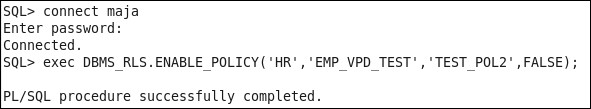 SQL> connect maja
Enter password:
Connected.
SQL> exec DBMS_RLS.ENABLE_POLICY('HR','EMP_VPD_TEST','TEST_POL2',FALSE);
PL/SQL procedure successfully completed.